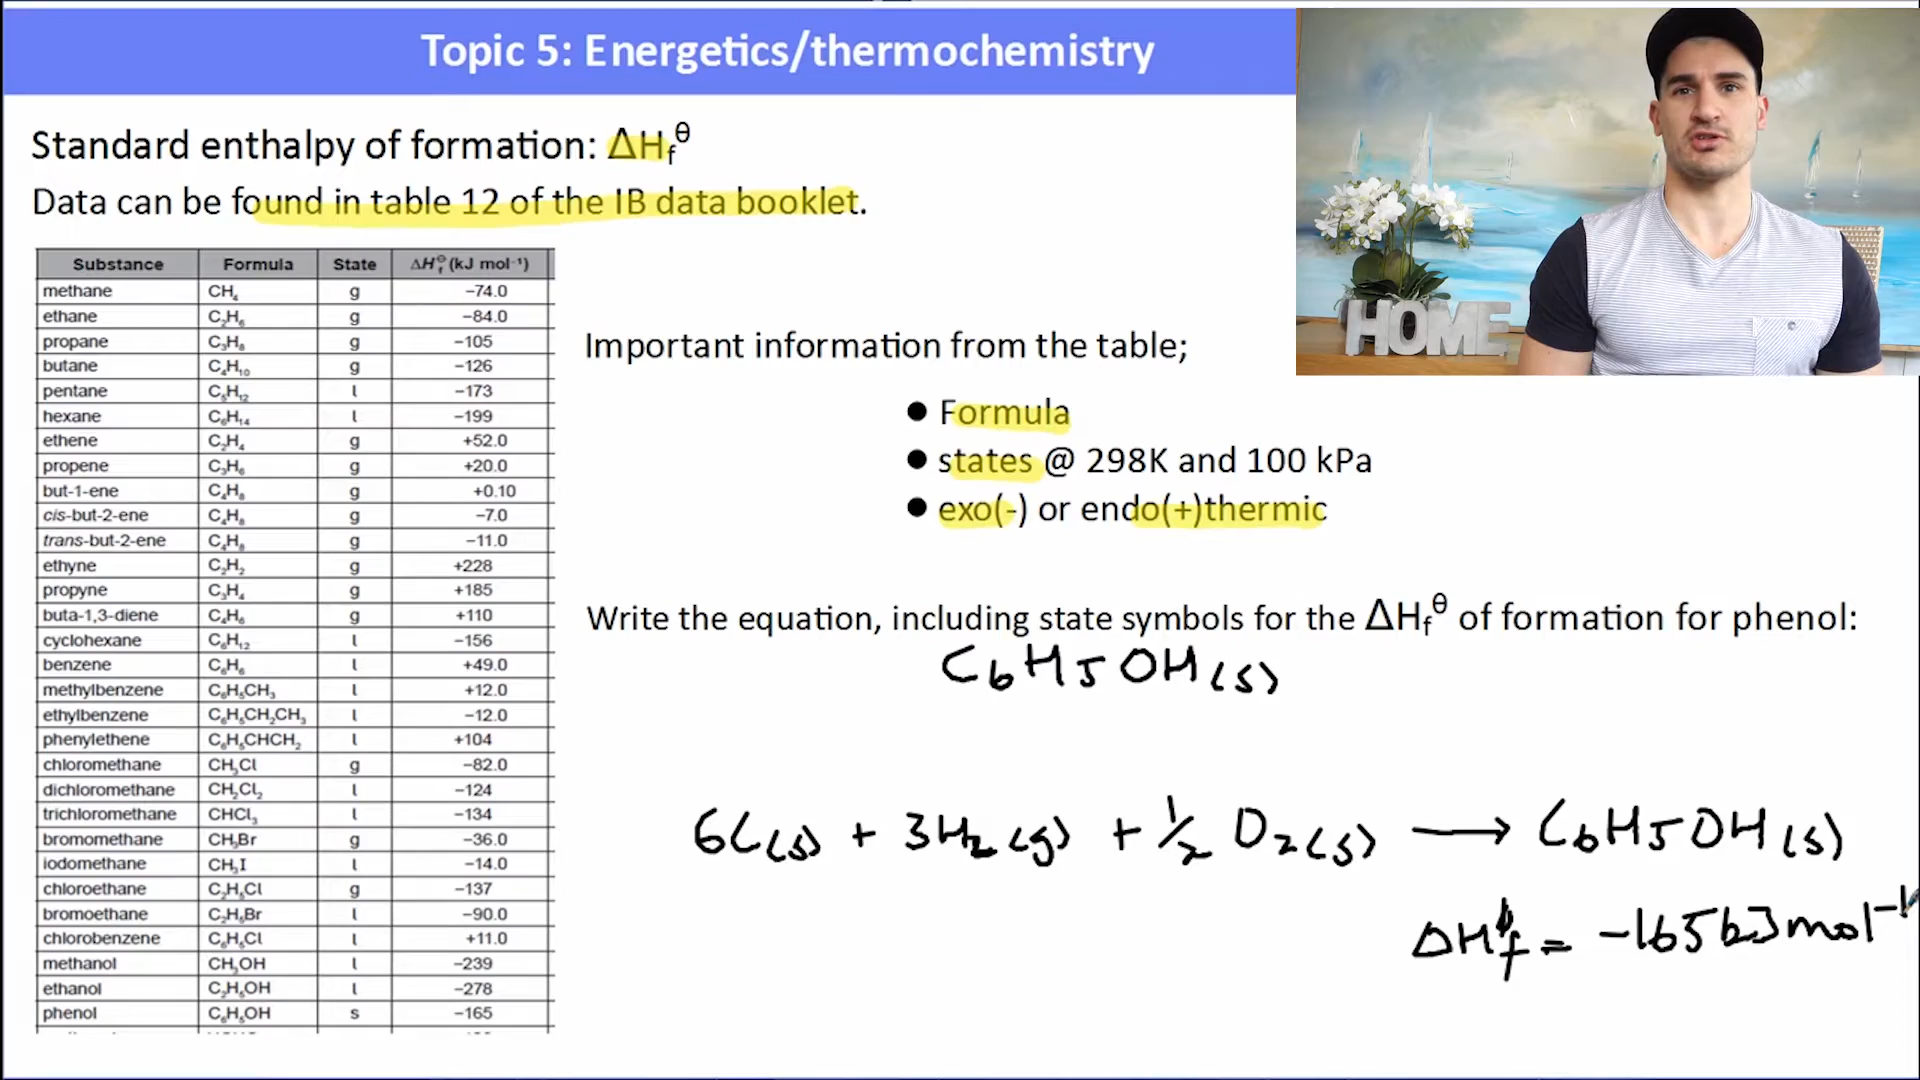 Topic 5: Energetics/thermochemistry
Standard enthalpy of formation: ΔHfθ
Data can be found in table 12 of the IB data booklet.
Substance Formula State ΔHf⦵ (kJ mol⁻¹)
methane CH₄ g −74.0
ethane C₂H₆ g −84.0
propane C₃H₈ g −105
butane C₄H₁₀ g −126
pentane C₅H₁₂ l −173
hexane C₆H₁₄ l −199
ethene C₂H₄ g +52.0
propene C₃H₆ g +20.0
but-1-ene C₄H₈ g +0.10
cis-but-2-ene C₄H₈ g −7.0
trans-but-2-ene C₄H₈ g −11.0
ethyne C₂H₂ g +228
propyne C₃H₄ g +185
buta-1,3-diene C₄H₆ g +110
cyclohexane C₆H₁₂ l −156
benzene C₆H₆ l +49.0
methylbenzene C₆H₅CH₃ l +12.0
ethylbenzene C₆H₅CH₂CH₃ l −12.0
phenylethene C₆H₅CHCH₂ l +104
chloromethane CH₃Cl g −82.0
dichloromethane CH₂Cl₂ l −124
trichloromethane CHCl₃ l −134
bromomethane CH₃Br g −36.0
iodomethane CH₃I l −14.0
chloroethane C₂H₅Cl g −137
bromoethane C₂H₅Br l −90.0
chlorobenzene C₆H₅Cl l +11.0
methanol CH₃OH l −239
ethanol C₂H₅OH l −278
phenol C₆H₅OH s −165
Important information from the table;
● Formula
● states @ 298K and 100 kPa
● exo(-) or endo(+)thermic
Write the equation, including state symbols for the ΔHfθ of formation for phenol:
C₆H₅OH(s)
6C(s) + 3H₂(g) + ½ O₂(g) → C₆H₅OH(s)
ΔHf = −165kJmol⁻¹
HOME